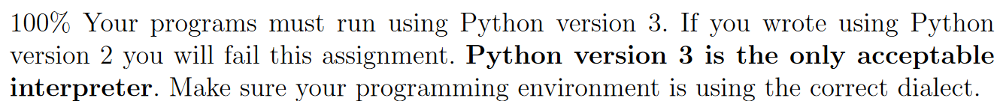 100% Your programs must run using Python version 3. If you wrote using Python
version 2 you will fail this assignment. Python version 3 is the only acceptable
interpreter. Make sure your programming environment is using the correct dialect.